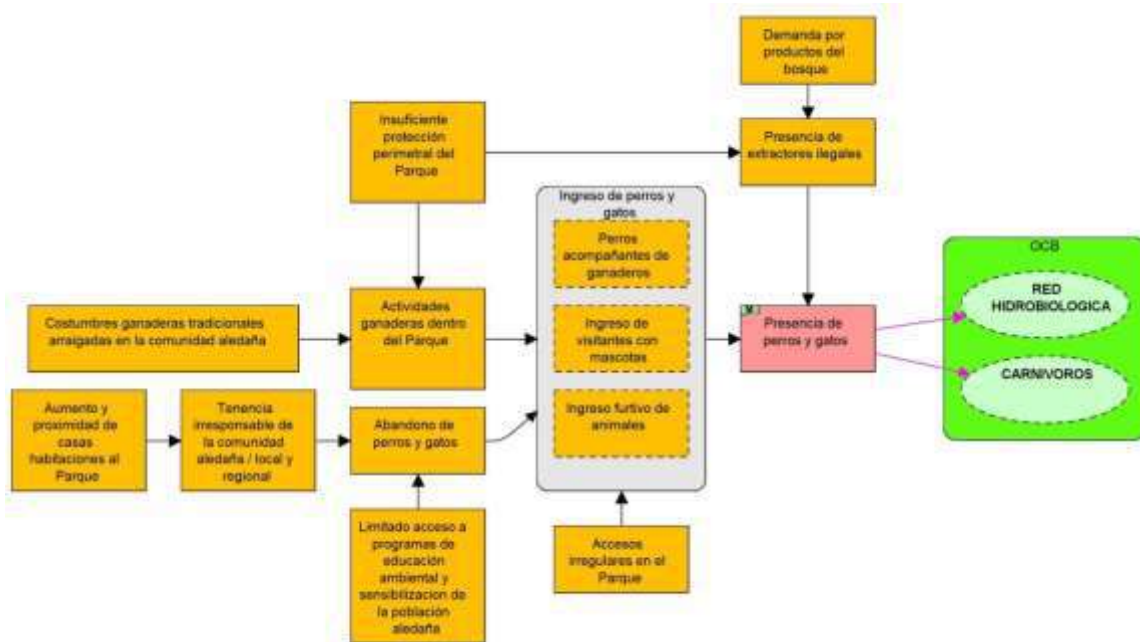 Demanda por
productos del
bosque
Insuficiente
protección
perimetral del
Parque
Presencia de
extractores ilegales
Ingreso de perros y
gatos
Perros
acompañantes de
ganaderos
Ingreso de
visitantes con
mascotas
Ingreso furtivo de
animales
OCB
RED
HIDROBIOLOGICA
CARNIVOROS
M
Presencia de
perros y gatos
Costumbres ganaderas tradicionales
arraigadas en la comunidad aledaña
Actividades
ganaderas dentro
del Parque
Aumento y
proximidad de
casas
habitaciones al
Parque
Tenencia
irresponsable de
la comunidad
aledaña / local y
regional
Abandono de
perros y gatos
Limitado acceso a
programas de
educación
ambiental y
sensibilizacion de
la población
aledaña
Accesos
irregulares en el
Parque